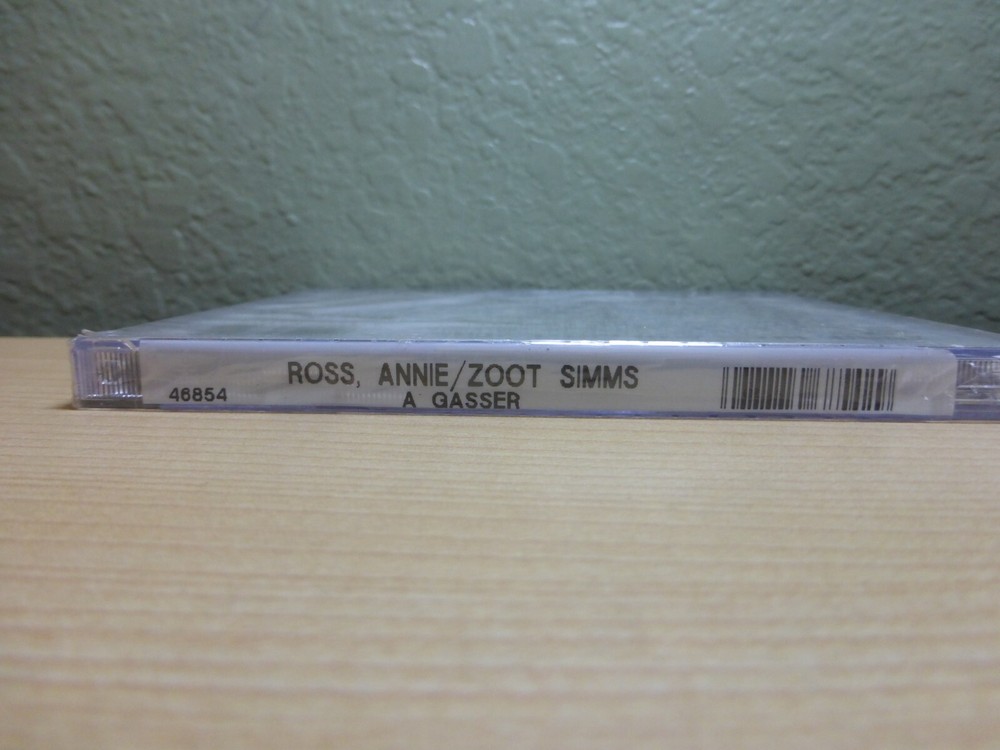 ROSS, ANNIE/ZOOT SIMMS
46854 A GASSER